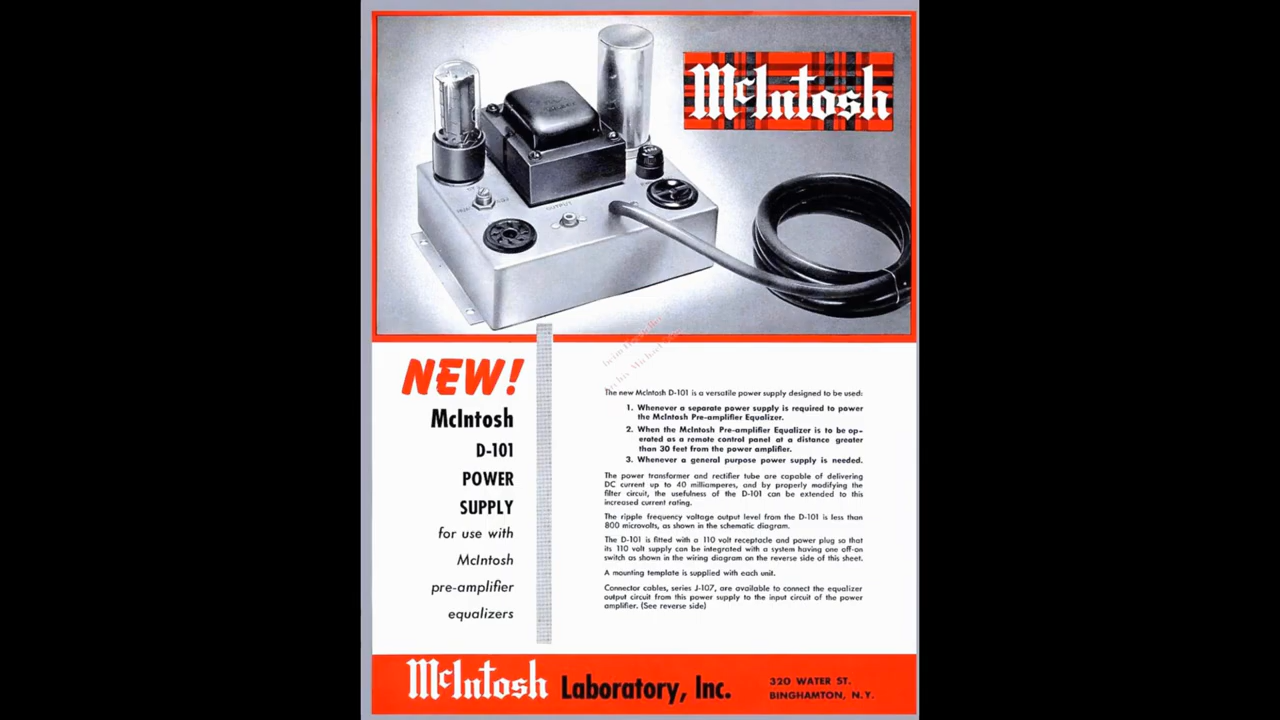 McIntosh
OUTPUT
NEW!
McIntosh
D-101
POWER
SUPPLY
for use with
McIntosh
pre-amplifier
equalizers
The new McIntosh D-101 is a versatile power supply designed to be used:
1. Whenever a separate power supply is required to power
the McIntosh Pre-amplifier Equalizer.
2. When the McIntosh Pre-amplifier Equalizer is to be op-
erated as a remote control panel at a distance greater
than 30 feet from the power amplifier.
3. Whenever a general purpose power supply is needed.
The power transformer and rectifier tube are capable of delivering
DC current up to 40 milliamperes, and by properly modifying the
filter circuit, the usefulness of the D-101 can be extended to this
increased current rating.
The ripple frequency voltage output level from the D-101 is less than
800 microvolts, as shown in the schematic diagram.
The D-101 is fitted with a 110 volt receptacle and power plug so that
its 110 volt supply can be integrated with a system having one off-on
switch as shown in the wiring diagram on the reverse side of this sheet.
A mounting template is supplied with each unit.
Connector cables, series J-107, are available to connect the equalizer
output circuit from this power supply to the input circuit of the power
amplifier. (See reverse side)
McIntosh Laboratory, Inc.
320 WATER ST.
BINGHAMTON, N.Y.